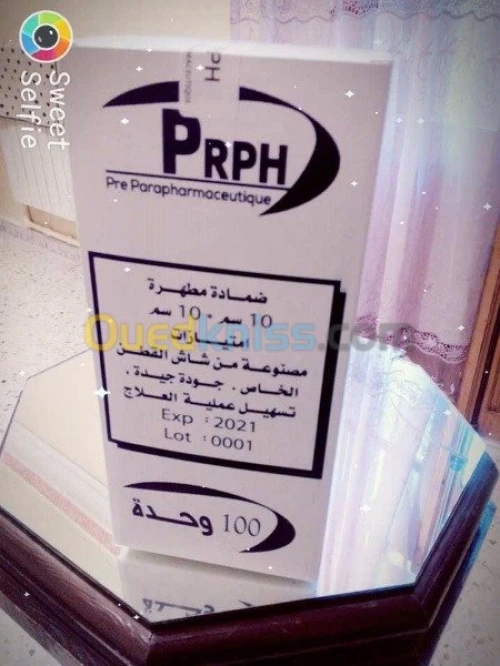 Sweet Selfie
PRPH
Pre Parapharmaceutique
ضمادة مطهرة
10 سم * 10 سم
Ouedkniss.com
مصنوعة من شاش القطن
الخاص . جودة جيدة ،
تسهيل عملية العلاج
Exp : 2021
Lot : 0001
100 وحدة